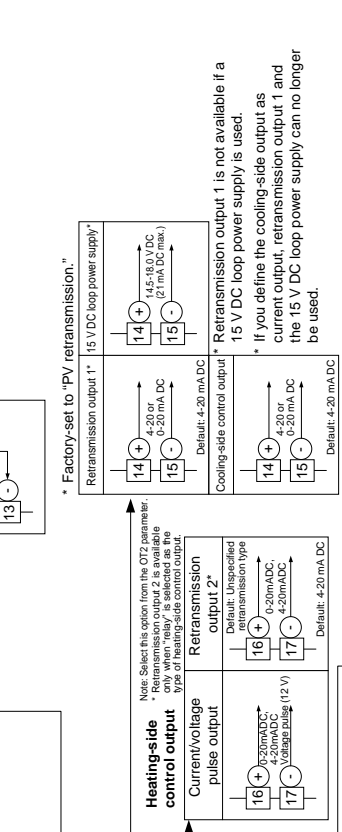 13 -
* Factory-set to “PV retransmission.”
Retransmission output 1*
14 +
4-20 or
0-20 mA DC
15 -
Default: 4-20 mA DC
15 V DC loop power supply*
14 +
14.5-18.0 V DC
(21 mA DC max.)
15 -
Cooling-side control output
14 +
4-20 or
0-20 mA DC
15 -
Default: 4-20 mA DC
* Retransmission output 1 is not available if a
15 V DC loop power supply is used.
* If you define the cooling-side output as
current output, retransmission output 1 and
the 15 V DC loop power supply can no longer
be used.
Note: Select this option from the OT2 parameter.
* Retransmission output 2 is available
only when “relay” is selected as the
type of heating-side control output.
Heating-side
control output
Current/voltage
pulse output
16 +
0-20mADC,
4-20mADC
Voltage pulse (12 V)
17 -
Retransmission
output 2*
Default: Unspecified
retransmission type
16 +
0-20mADC,
4-20mADC
17 -
Default: 4-20 mA DC